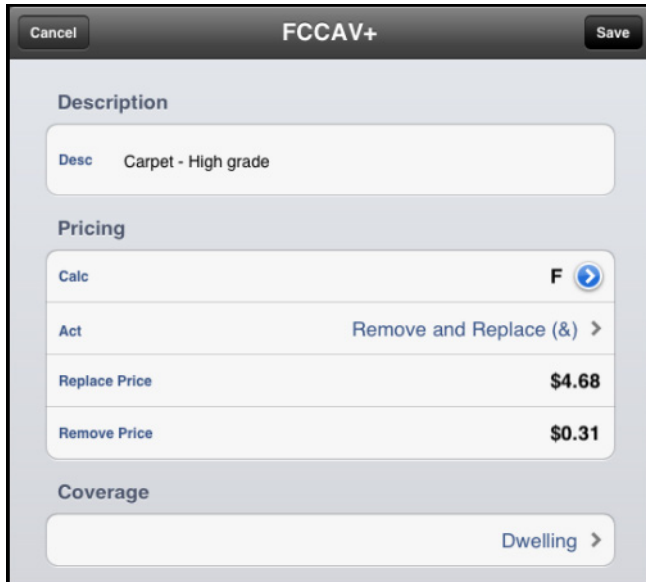 Cancel FCCAV+ Save
Description
Desc Carpet - High grade
Pricing
Calc F
Act Remove and Replace (&)
Replace Price $4.68
Remove Price $0.31
Coverage
Dwelling